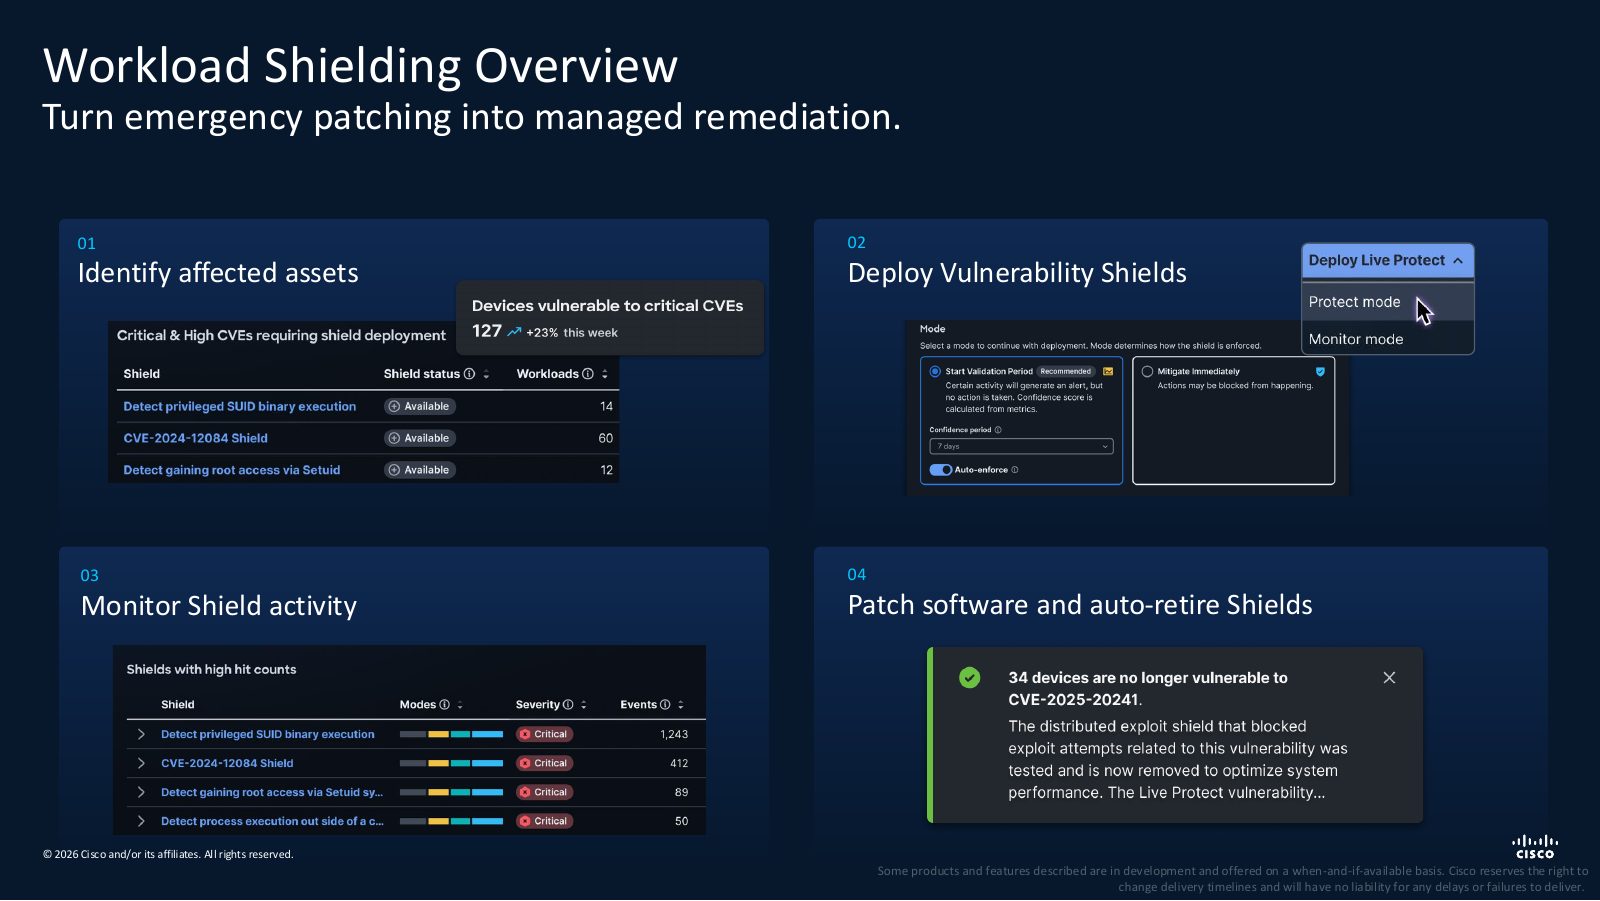 Workload Shielding Overview
Turn emergency patching into managed remediation.
01
Identify affected assets
Devices vulnerable to critical CVEs
127 +23% this week
Critical & High CVEs requiring shield deployment
Shield Shield status Workloads
Detect privileged SUID binary execution Available 14
CVE-2024-12084 Shield Available 60
Detect gaining root access via Setuid Available 12
02
Deploy Vulnerability Shields
Deploy Live Protect
Protect mode
Monitor mode
Mode
Select a mode to continue with deployment. Mode determines how the shield is enforced.
Start Validation Period Recommended
Certain activity will generate an alert, but
no action is taken. Confidence score is
calculated from metrics.
Confidence period
7 days
Auto-enforce
Mitigate Immediately
Actions may be blocked from happening.
03
Monitor Shield activity
Shields with high hit counts
Shield Modes Severity Events
Detect privileged SUID binary execution Critical 1,243
CVE-2024-12084 Shield Critical 412
Detect gaining root access via Setuid sy... Critical 89
Detect process execution out side of a c... Critical 50
04
Patch software and auto-retire Shields
34 devices are no longer vulnerable to
CVE-2025-20241.
The distributed exploit shield that blocked
exploit attempts related to this vulnerability was
tested and is now removed to optimize system
performance. The Live Protect vulnerability...
© 2026 Cisco and/or its affiliates. All rights reserved.
CISCO
Some products and features described are in development and offered on a when-and-if-available basis. Cisco reserves the right to
change delivery timelines and will have no liability for any delays or failures to deliver.